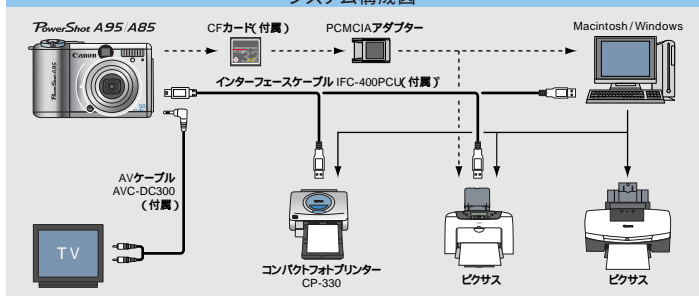 システム構成図
PowerShot A95/A85
CFカード(付属)
PCMCIAアダプター
Macintosh/Windows
Canon
PowerShot A95
インターフェースケーブル IFC-400PCU(付属)*
AVケーブル
AVC-DC300
(付属)
TV
コンパクトフォトプリンター
CP-330
ピクサス
ピクサス